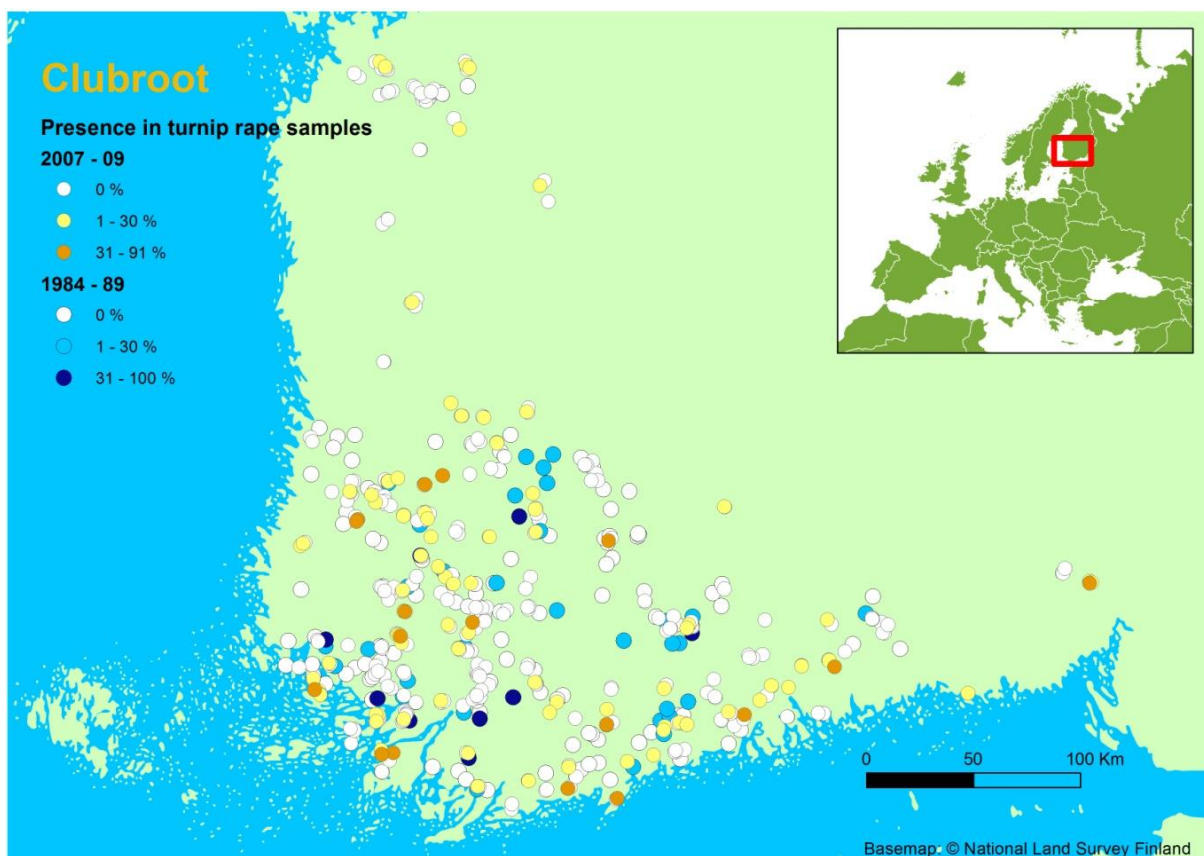 Clubroot
Presence in turnip rape samples
2007 - 09
0 %
1 - 30 %
31 - 91 %
1984 - 89
0 %
1 - 30 %
31 - 100 %
0 50 100 Km
Basemap: © National Land Survey Finland